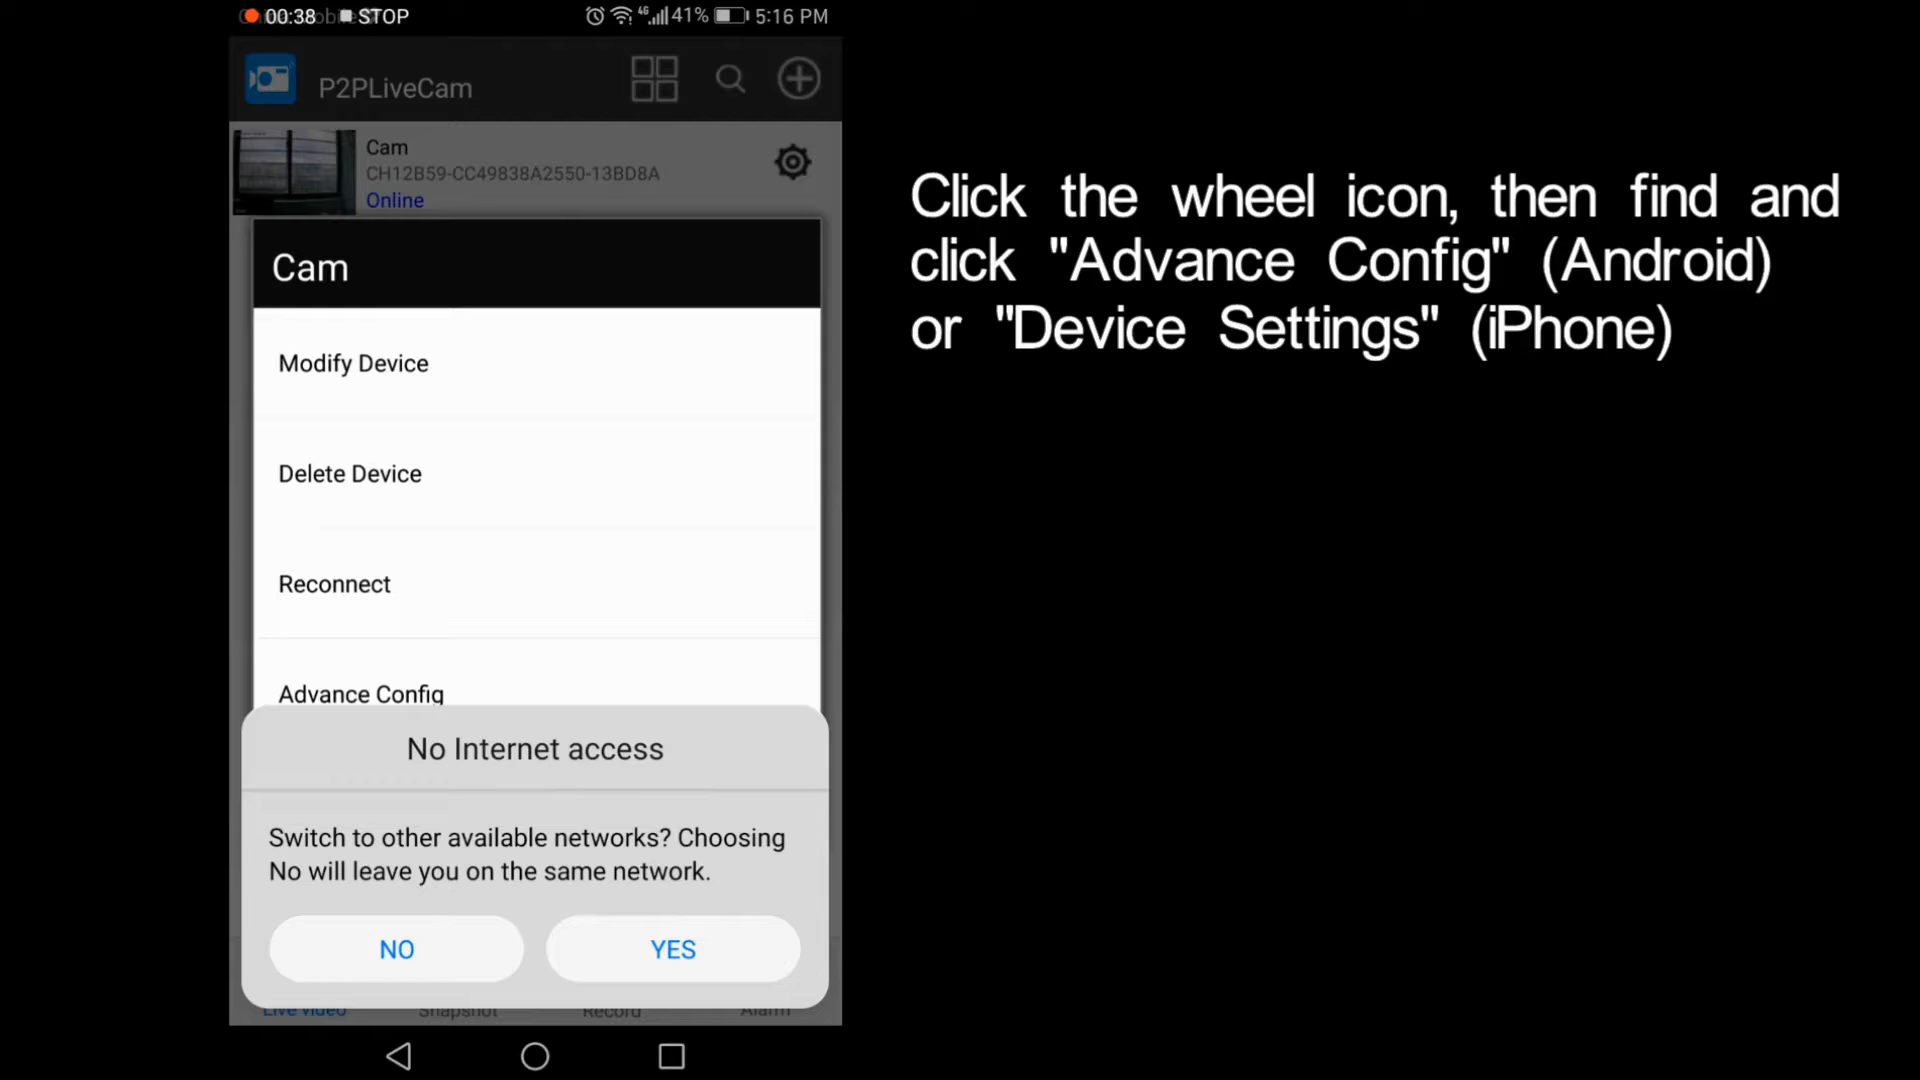 00:38 STOP 4G 41% 5:16 PM
P2PLiveCam
Cam
CH12B59-CC49838A2550-13BD8A
Online
Cam
Modify Device
Delete Device
Reconnect
Advance Config
No Internet access
Switch to other available networks? Choosing
No will leave you on the same network.
NO YES
Live video Snapshot Record Alarm
Click the wheel icon, then find and
click "Advance Config" (Android)
or "Device Settings" (iPhone)